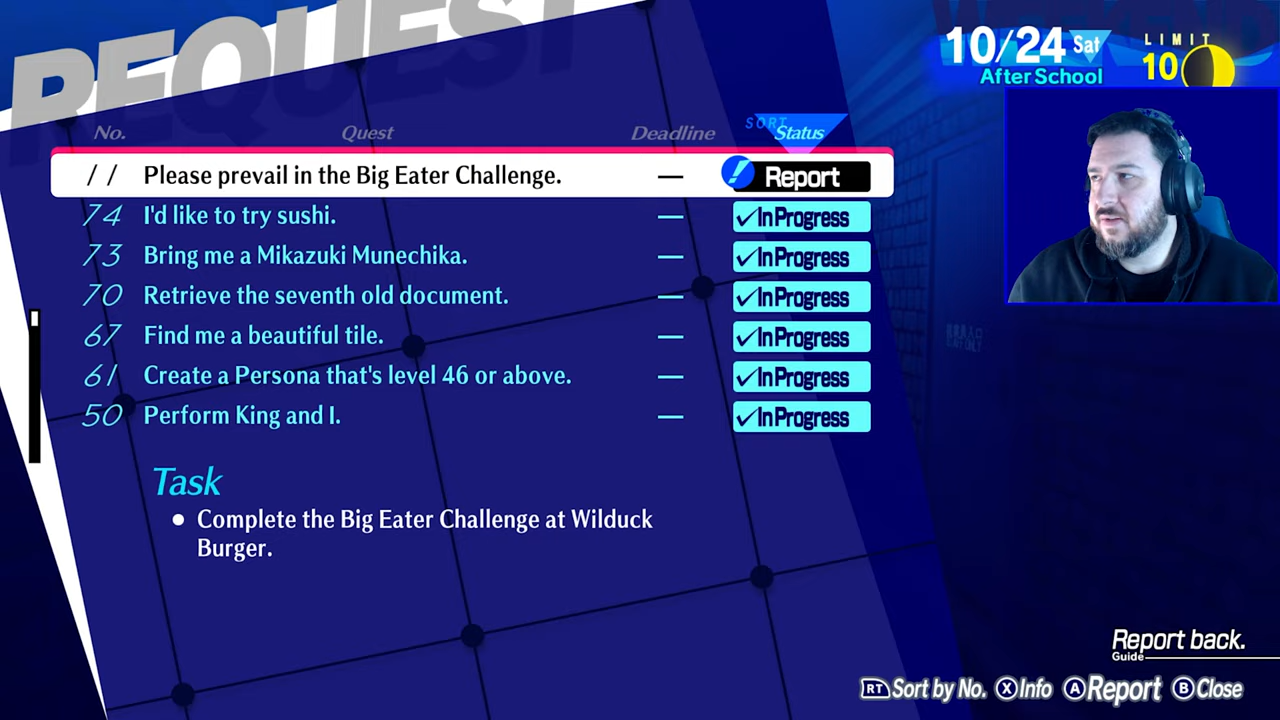 REQUEST
WEEKEND
10/24 Sat
After School
LIMIT
10
No. Quest Deadline SORT Status
// Please prevail in the Big Eater Challenge. — Report
74 I'd like to try sushi. — In Progress
73 Bring me a Mikazuki Munechika. — In Progress
70 Retrieve the seventh old document. — In Progress
67 Find me a beautiful tile. — In Progress
61 Create a Persona that's level 46 or above. — In Progress
50 Perform King and I. — In Progress
Task
• Complete the Big Eater Challenge at Wilduck
Burger.
Report back.
Guide
RT Sort by No. X Info A Report B Close